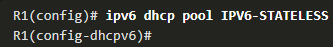 R1(config)# ipv6 dhcp pool IPV6-STATELESS
R1(config-dhcpv6)#